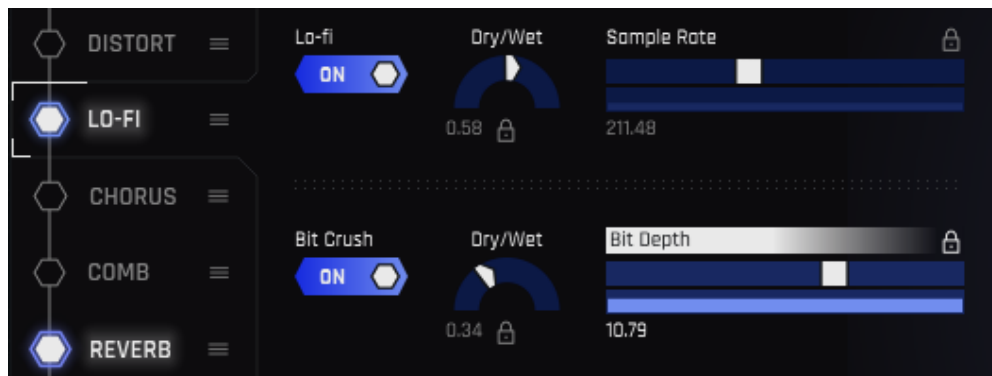 DISTORT
LO-FI
CHORUS
COMB
REVERB
Lo-fi Dry/Wet Sample Rate
ON
0.58 211.48
Bit Crush Dry/Wet Bit Depth
ON
0.34 10.79